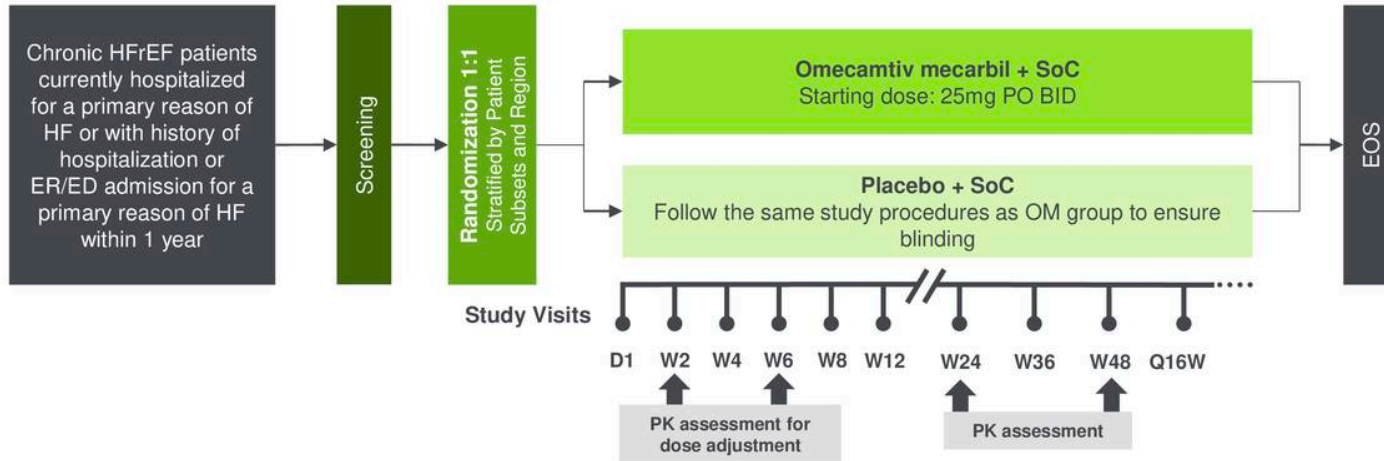 Chronic HFrEF patients
currently hospitalized
for a primary reason of
HF or with history of
hospitalization or
ER/ED admission for a
primary reason of HF
within 1 year
Screening
Randomization 1:1
Stratified by Patient
Subsets and Region
Omecamtiv mecarbil + SoC
Starting dose: 25mg PO BID
Placebo + SoC
Follow the same study procedures as OM group to ensure
blinding
EOS
Study Visits
D1 W2 W4 W6 W8 W12 W24 W36 W48 Q16W
PK assessment for
dose adjustment
PK assessment